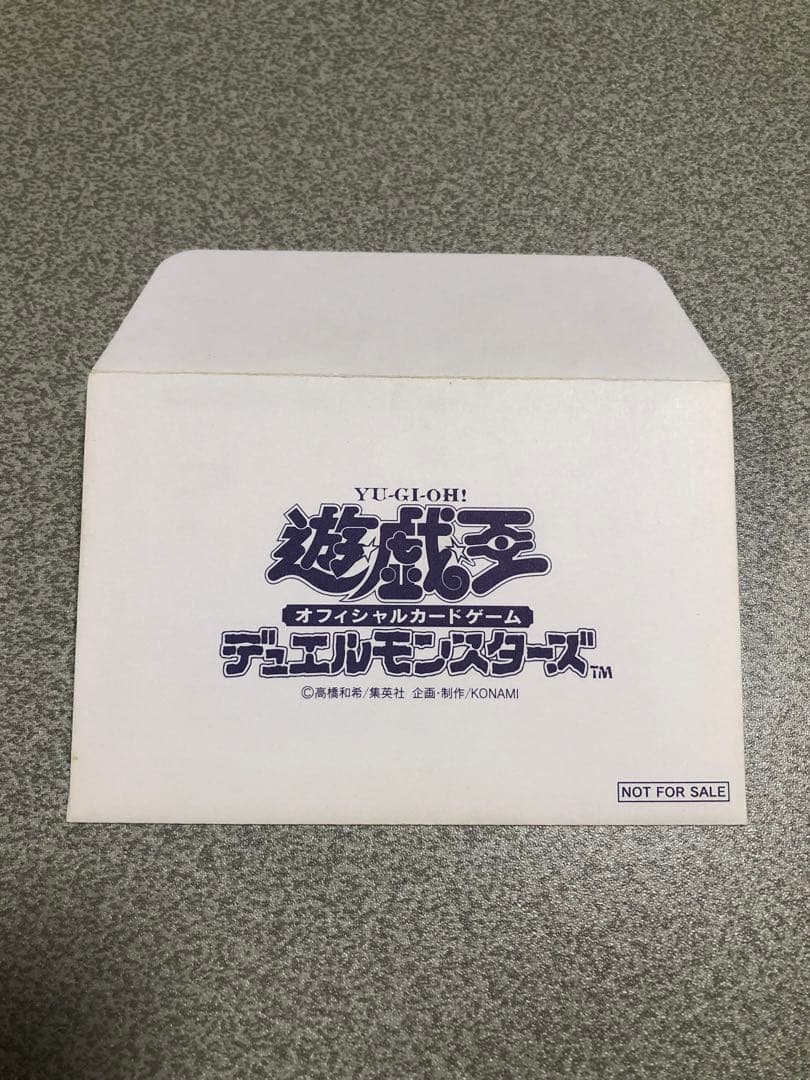 YU-GI-OH!
遊☆戯☆王
オフィシャルカードゲーム
デュエルモンスターズ™
©高橋和希/集英社 企画・制作/KONAMI
NOT FOR SALE